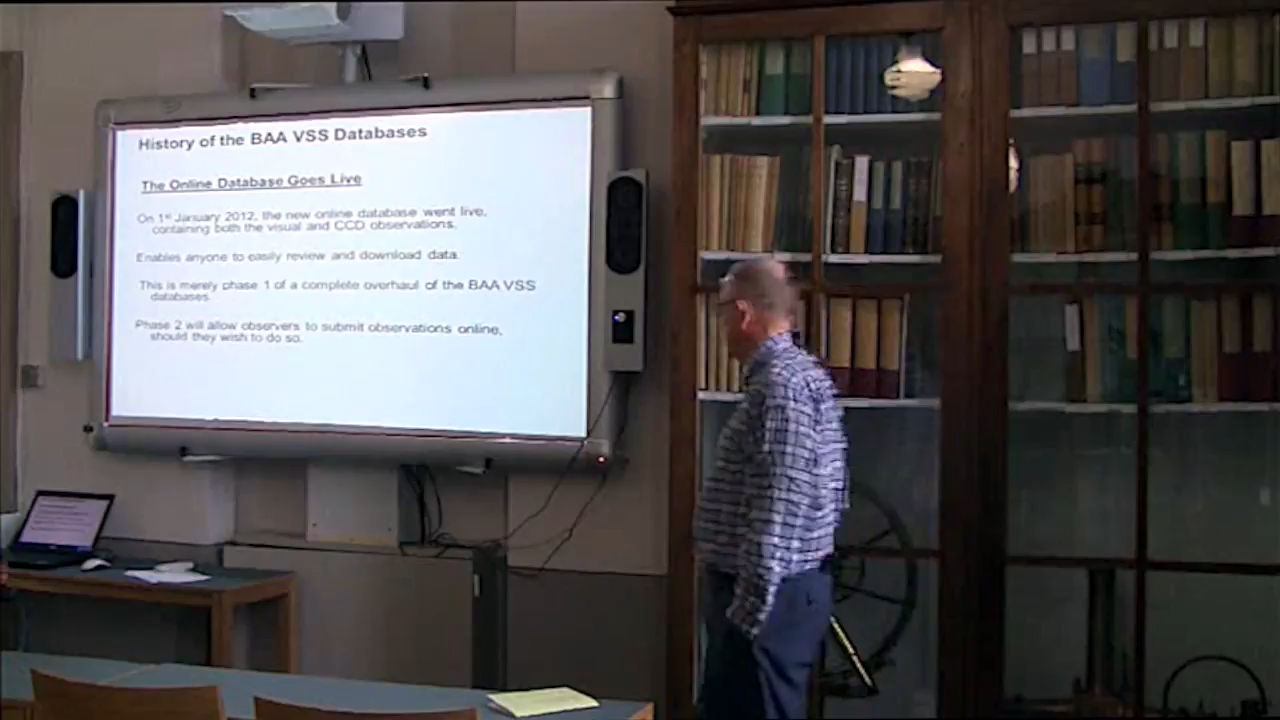 History of the BAA VSS Databases
The Online Database Goes Live
On 1st January 2012, the new online database went live,
containing both the visual and CCD observations.
Enables anyone to easily review and download data.
This is merely phase 1 of a complete overhaul of the BAA VSS
databases.
Phase 2 will allow observers to submit observations online,
should they wish to do so.